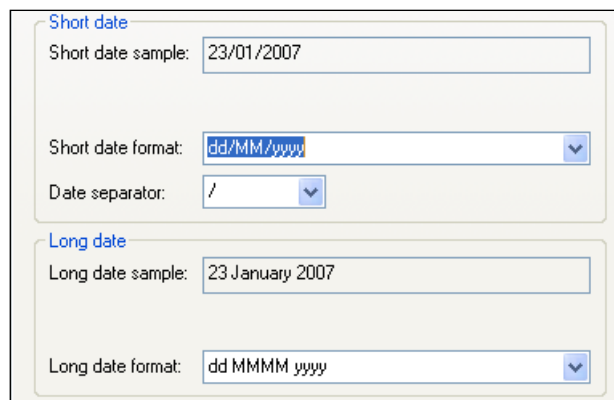 Short date
Short date sample: 23/01/2007
Short date format: dd/MM/yyyy
Date separator: /
Long date
Long date sample: 23 January 2007
Long date format: dd MMMM yyyy